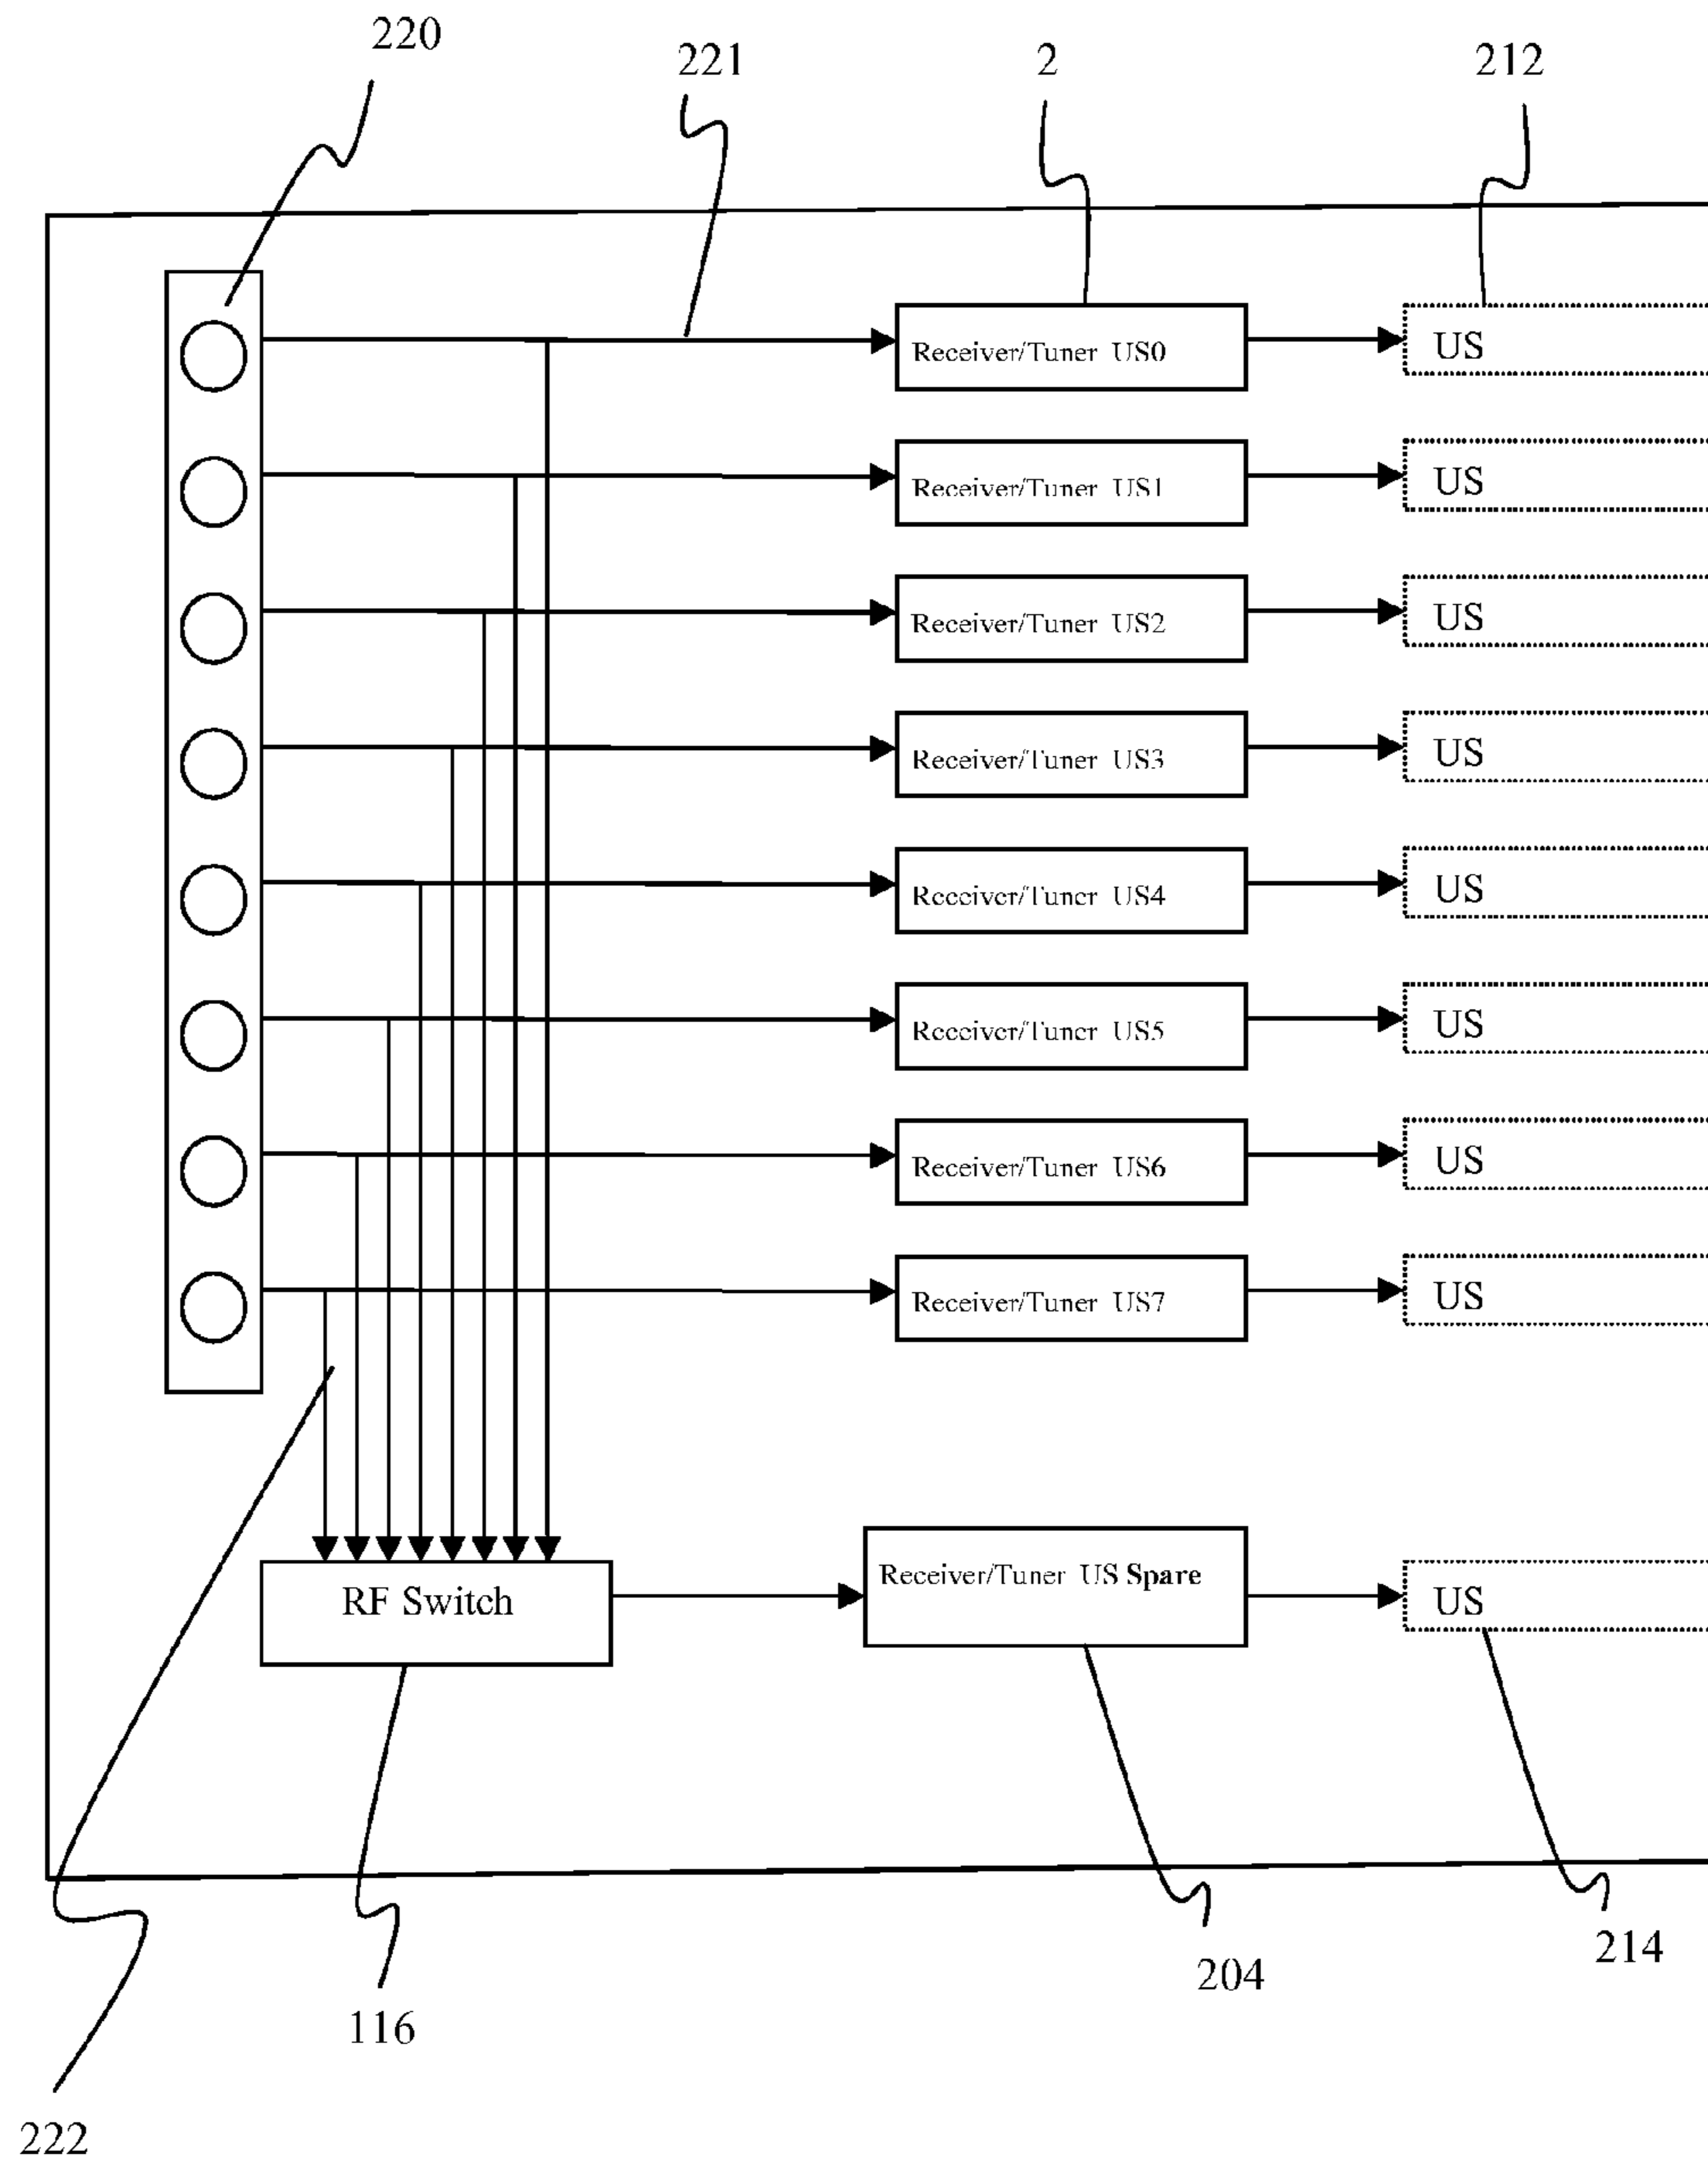 220
221
2
212
Receiver/Tuner US0
US
Receiver/Tuner US1
US
Receiver/Tuner US2
US
Receiver/Tuner US3
US
Receiver/Tuner US4
US
Receiver/Tuner US5
US
Receiver/Tuner US6
US
Receiver/Tuner US7
US
RF Switch
Receiver/Tuner US Spare
US
214
204
116
222